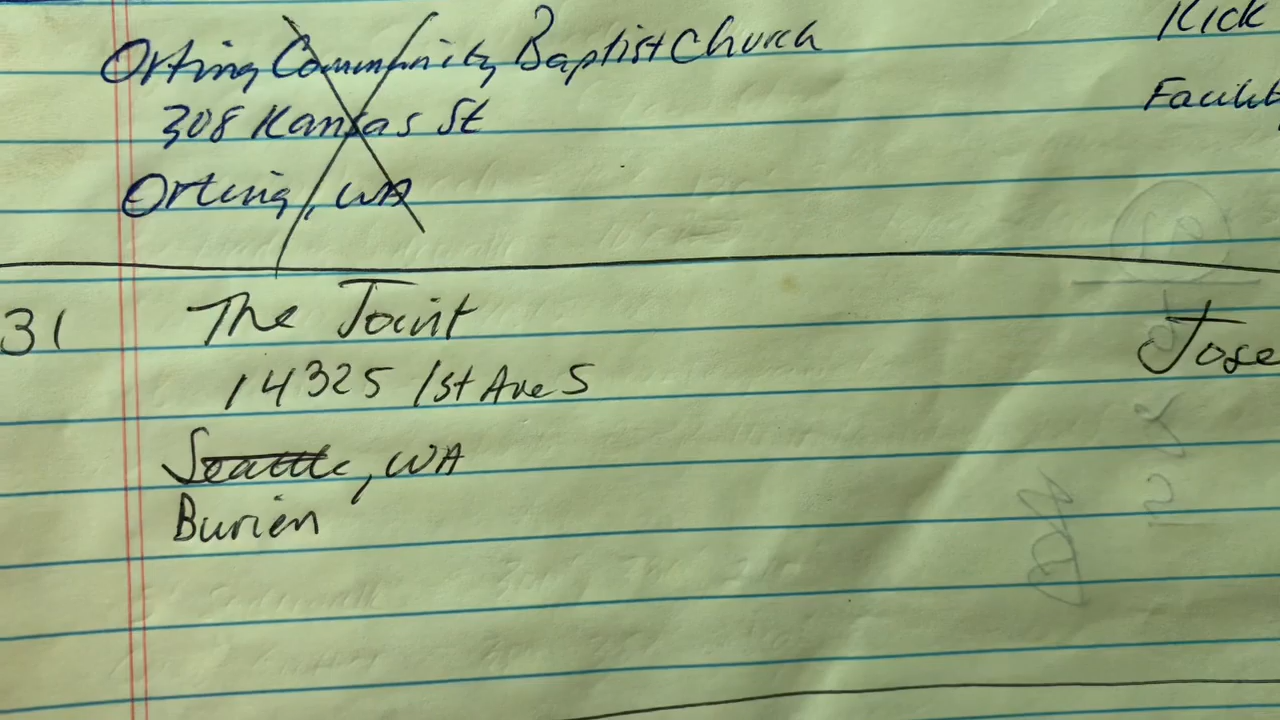 Orting Community Baptist Church
Rick
308 Kansas St
Orting, WA
31
The Joint
Jose
14325 1st Ave S
Seattle, WA
Burien